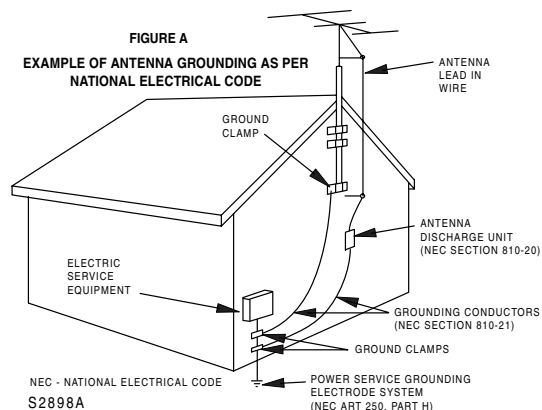 FIGURE A
EXAMPLE OF ANTENNA GROUNDING AS PER
NATIONAL ELECTRICAL CODE
ANTENNA
LEAD IN
WIRE
GROUND
CLAMP
ANTENNA
DISCHARGE UNIT
(NEC SECTION 810-20)
ELECTRIC
SERVICE
EQUIPMENT
GROUNDING CONDUCTORS
(NEC SECTION 810-21)
GROUND CLAMPS
POWER SERVICE GROUNDING
ELECTRODE SYSTEM
(NEC ART 250, PART H)
NEC - NATIONAL ELECTRICAL CODE
S2898A